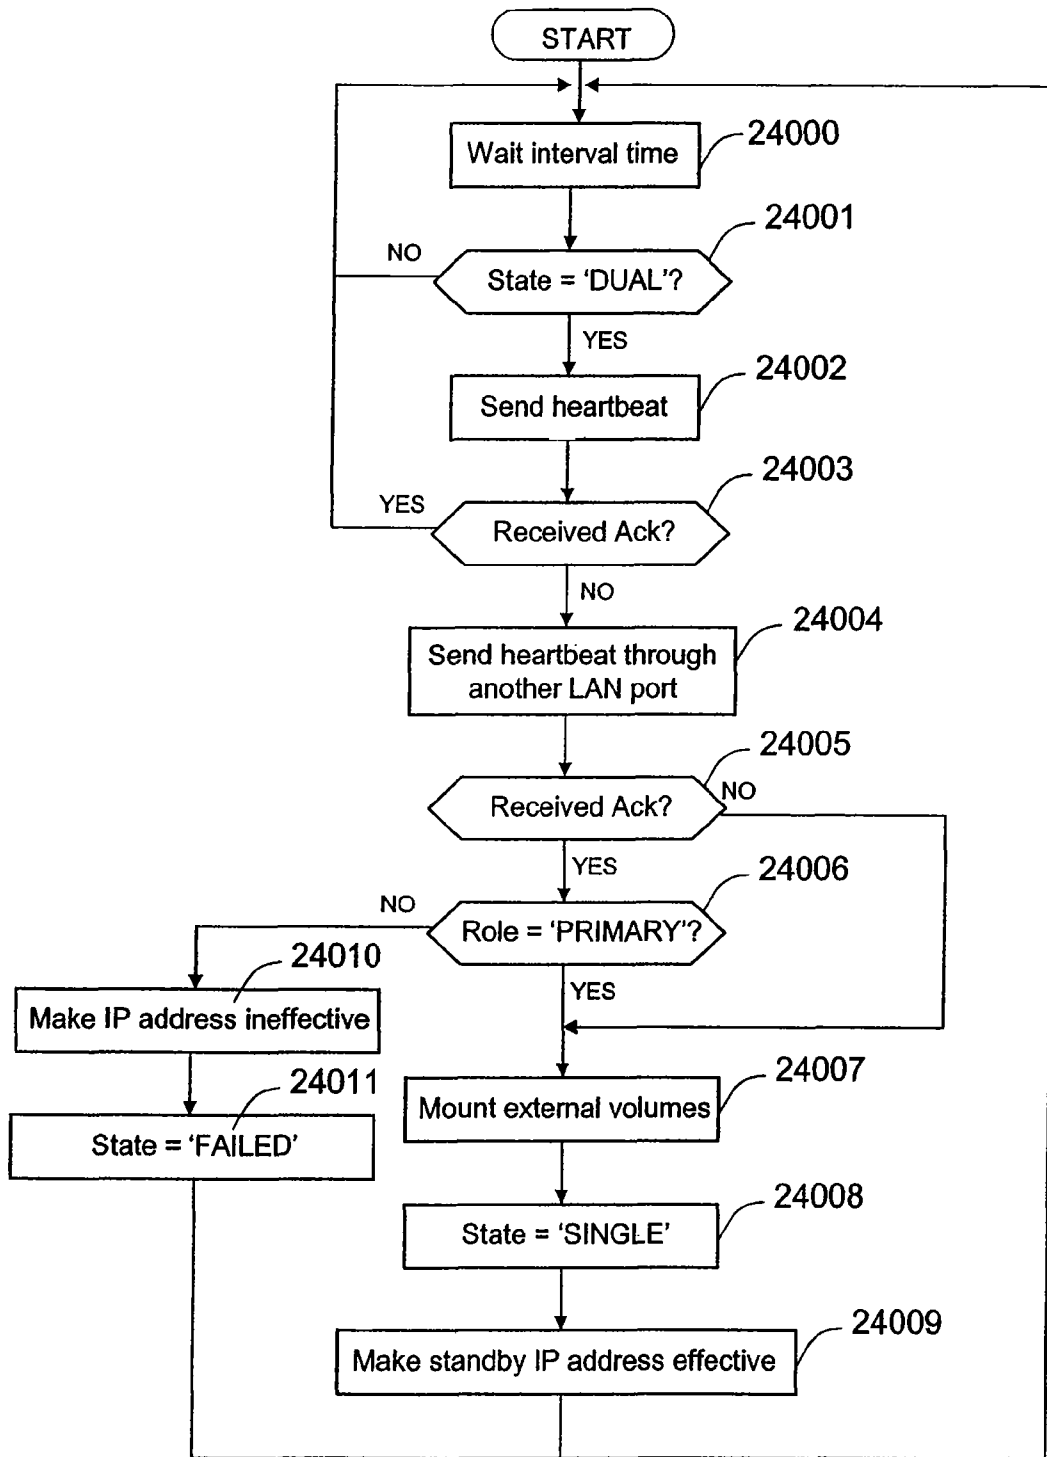 START
Wait interval time
24000
24001
NO
State = ‘DUAL’?
YES
24002
Send heartbeat
24003
YES
Received Ack?
NO
24004
Send heartbeat through
another LAN port
24005
Received Ack?
NO
YES
24006
NO
Role = ‘PRIMARY’?
24010
YES
Make IP address ineffective
24007
24011
Mount external volumes
State = ‘FAILED’
24008
State = ‘SINGLE’
24009
Make standby IP address effective